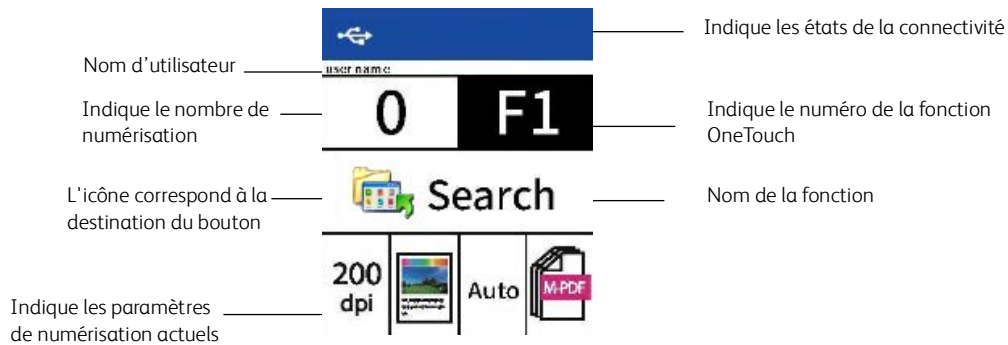 Indique les états de la connectivité
Nom d'utilisateur
user name
Indique le nombre de
numérisation
0
F1
Indique le numéro de la fonction
OneTouch
L'icône correspond à la
destination du bouton
Search
Nom de la fonction
200
dpi
Auto
M-PDF
Indique les paramètres
de numérisation actuels